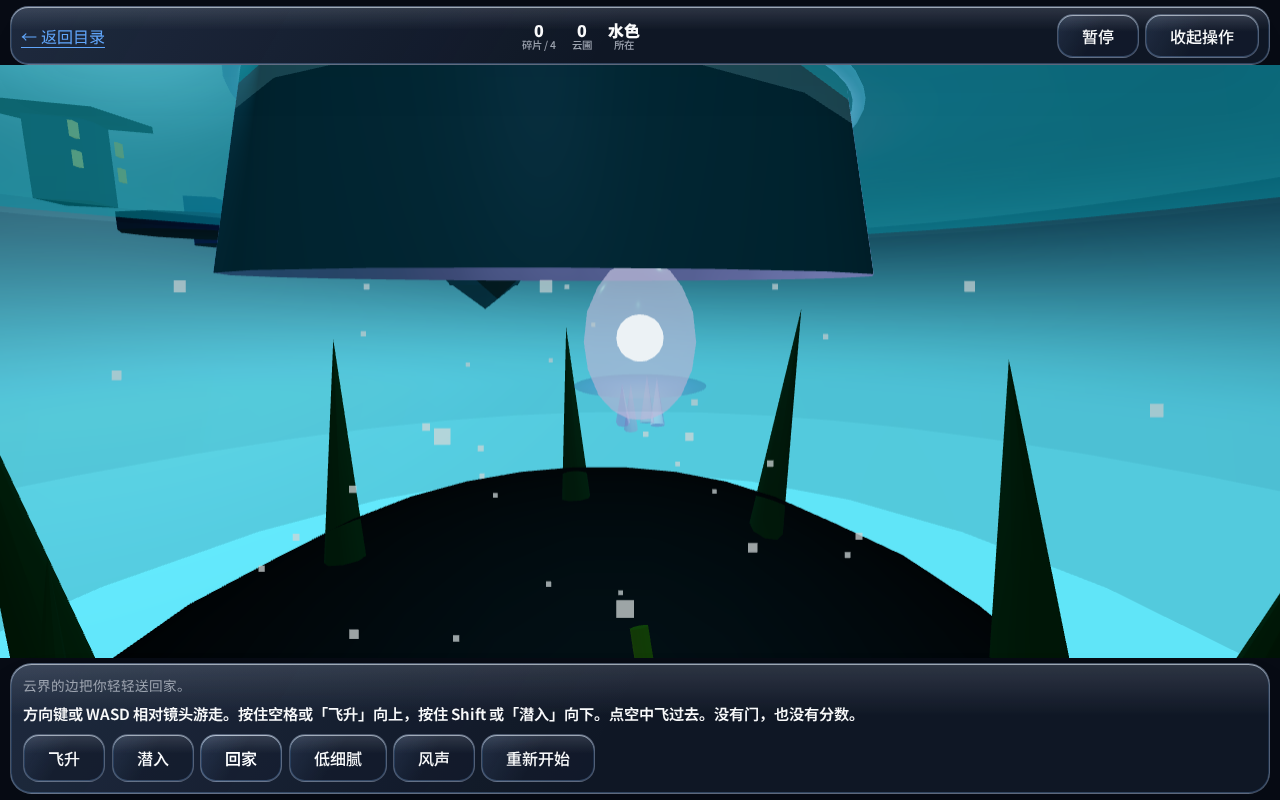 ← 返回目录
0 0 水色
碎片 / 4 云圃 所在
暂停 收起操作
云界的边把你轻轻送回家。
方向键或 WASD 相对镜头游走。按住空格或「飞升」向上，按住 Shift 或「潜入」向下。点空中飞过去。没有门，也没有分数。
飞升 潜入 回家 低细腻 风声 重新开始